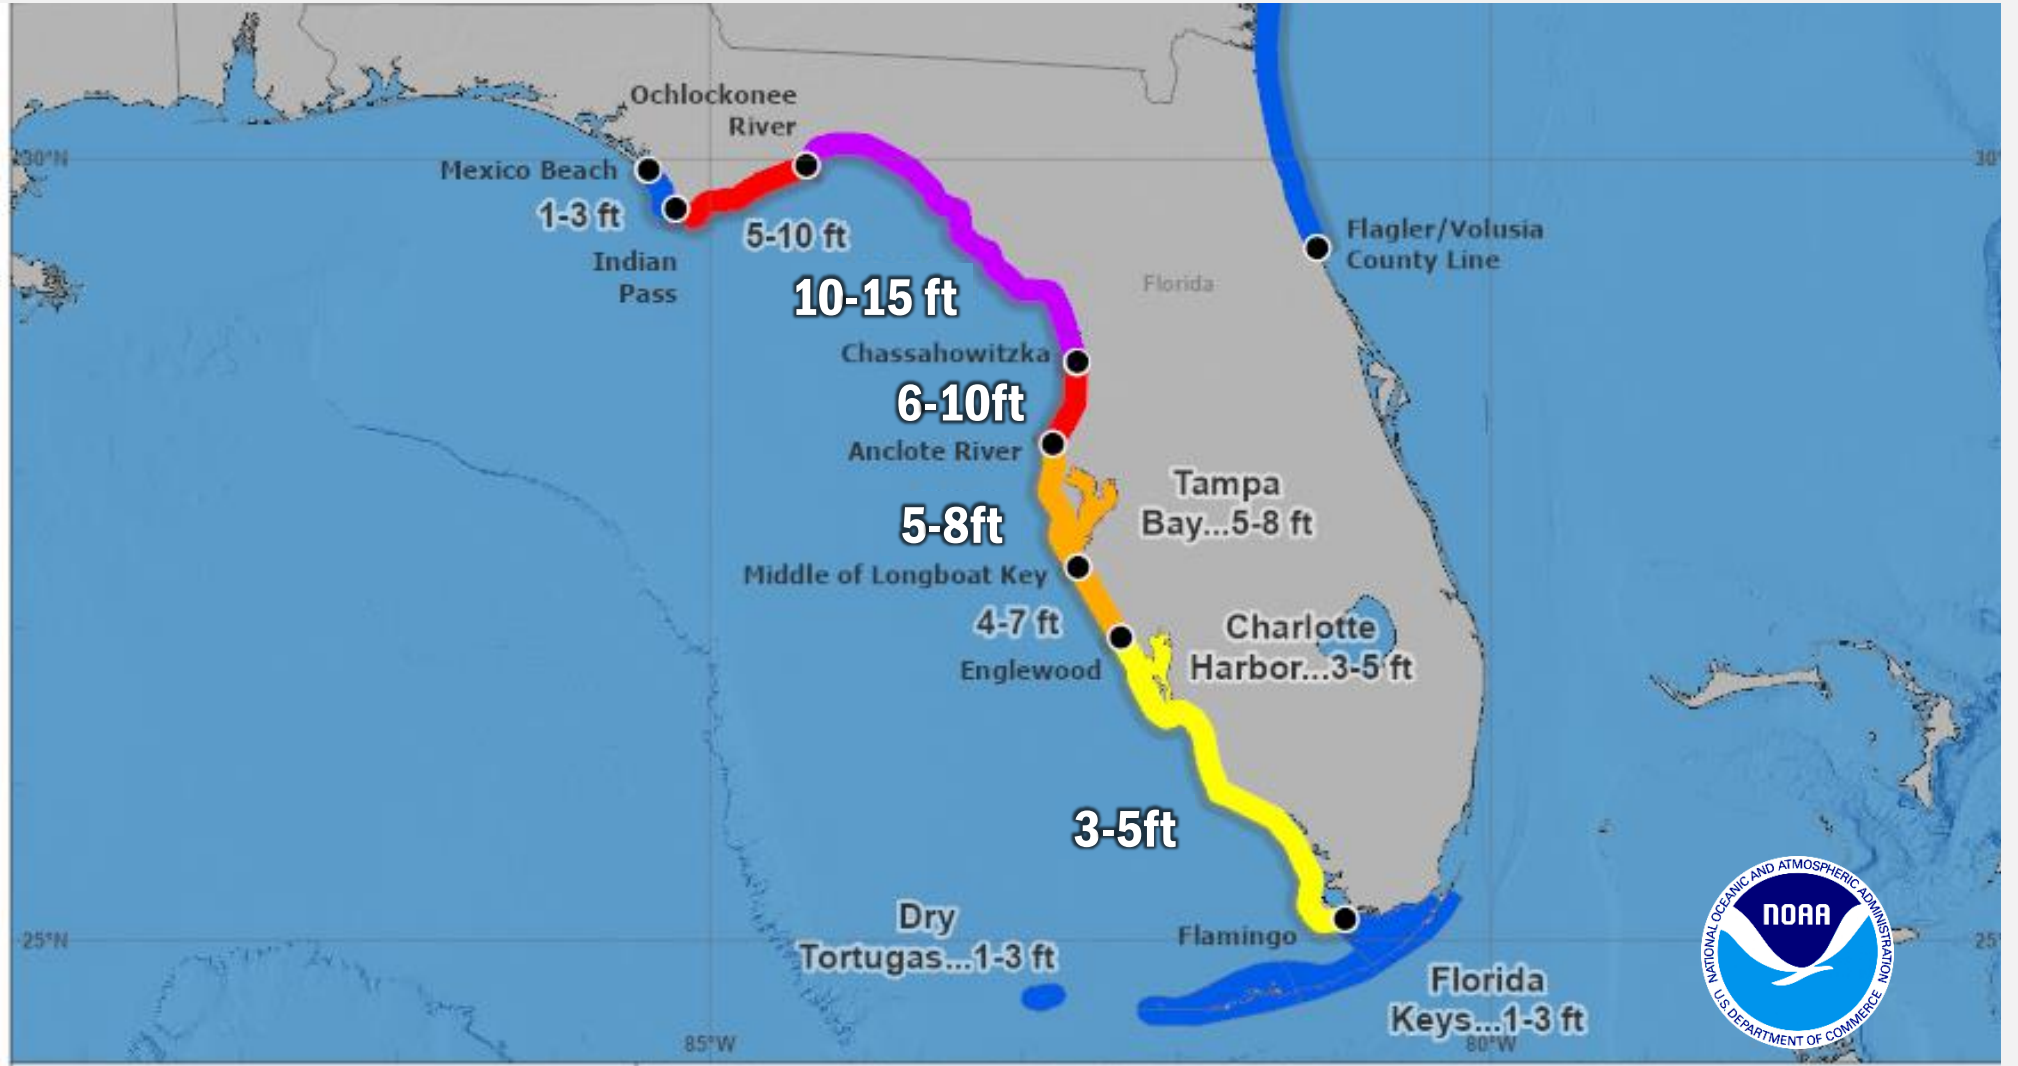 Ochlockonee
River
30°N
30°
Mexico Beach
1-3 ft
5-10 ft
Indian
Pass
Flagler/Volusia
County Line
Florida
10-15 ft
Chassahowitzka
6-10ft
Anclote River
Tampa
Bay...5-8 ft
5-8ft
Middle of Longboat Key
4-7 ft
Charlotte
Harbor...3-5 ft
Englewood
3-5ft
Dry
Tortugas...1-3 ft
Flamingo
25°N
25°
Florida
Keys...1-3 ft
85°W
80°W
NATIONAL OCEANIC AND ATMOSPHERIC ADMINISTRATION
NOAA
U.S. DEPARTMENT OF COMMERCE